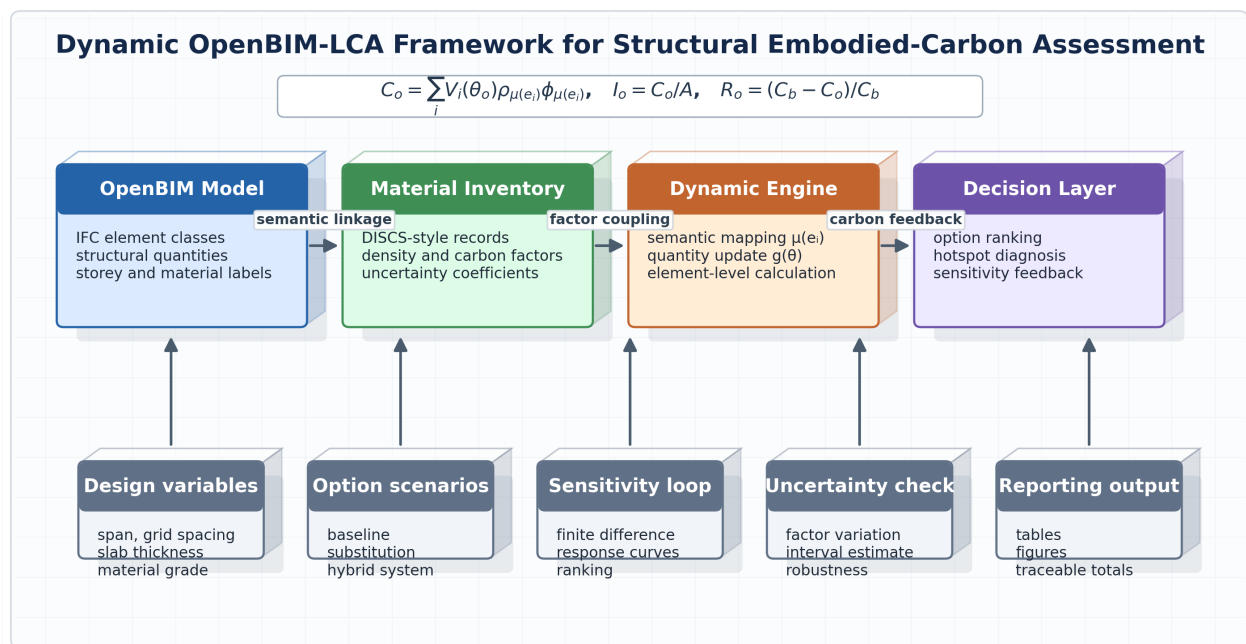 Dynamic OpenBIM-LCA Framework for Structural Embodied-Carbon Assessment
C_o = ∑_i V_i(θ_o)ρ_{μ(e_i)}ϕ_{μ(e_i)}, I_o = C_o/A, R_o = (C_b − C_o)/C_b
OpenBIM Model
IFC element classes
structural quantities
storey and material labels
semantic linkage
Material Inventory
DISCS-style records
density and carbon factors
uncertainty coefficients
factor coupling
Dynamic Engine
semantic mapping μ(eᵢ)
quantity update g(θ)
element-level calculation
carbon feedback
Decision Layer
option ranking
hotspot diagnosis
sensitivity feedback
Design variables
span, grid spacing
slab thickness
material grade
Option scenarios
baseline
substitution
hybrid system
Sensitivity loop
finite difference
response curves
ranking
Uncertainty check
factor variation
interval estimate
robustness
Reporting output
tables
figures
traceable totals